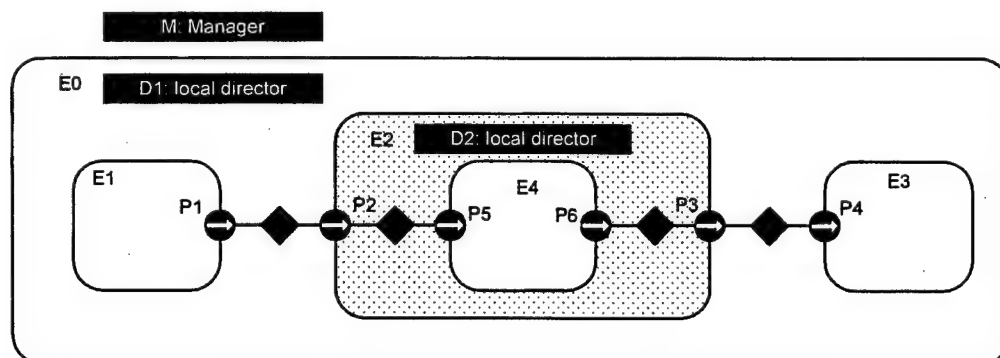 M: Manager
E0
D1: local director
E2
D2: local director
E1
E4
E3
P1
P2
P5
P6
P3
P4